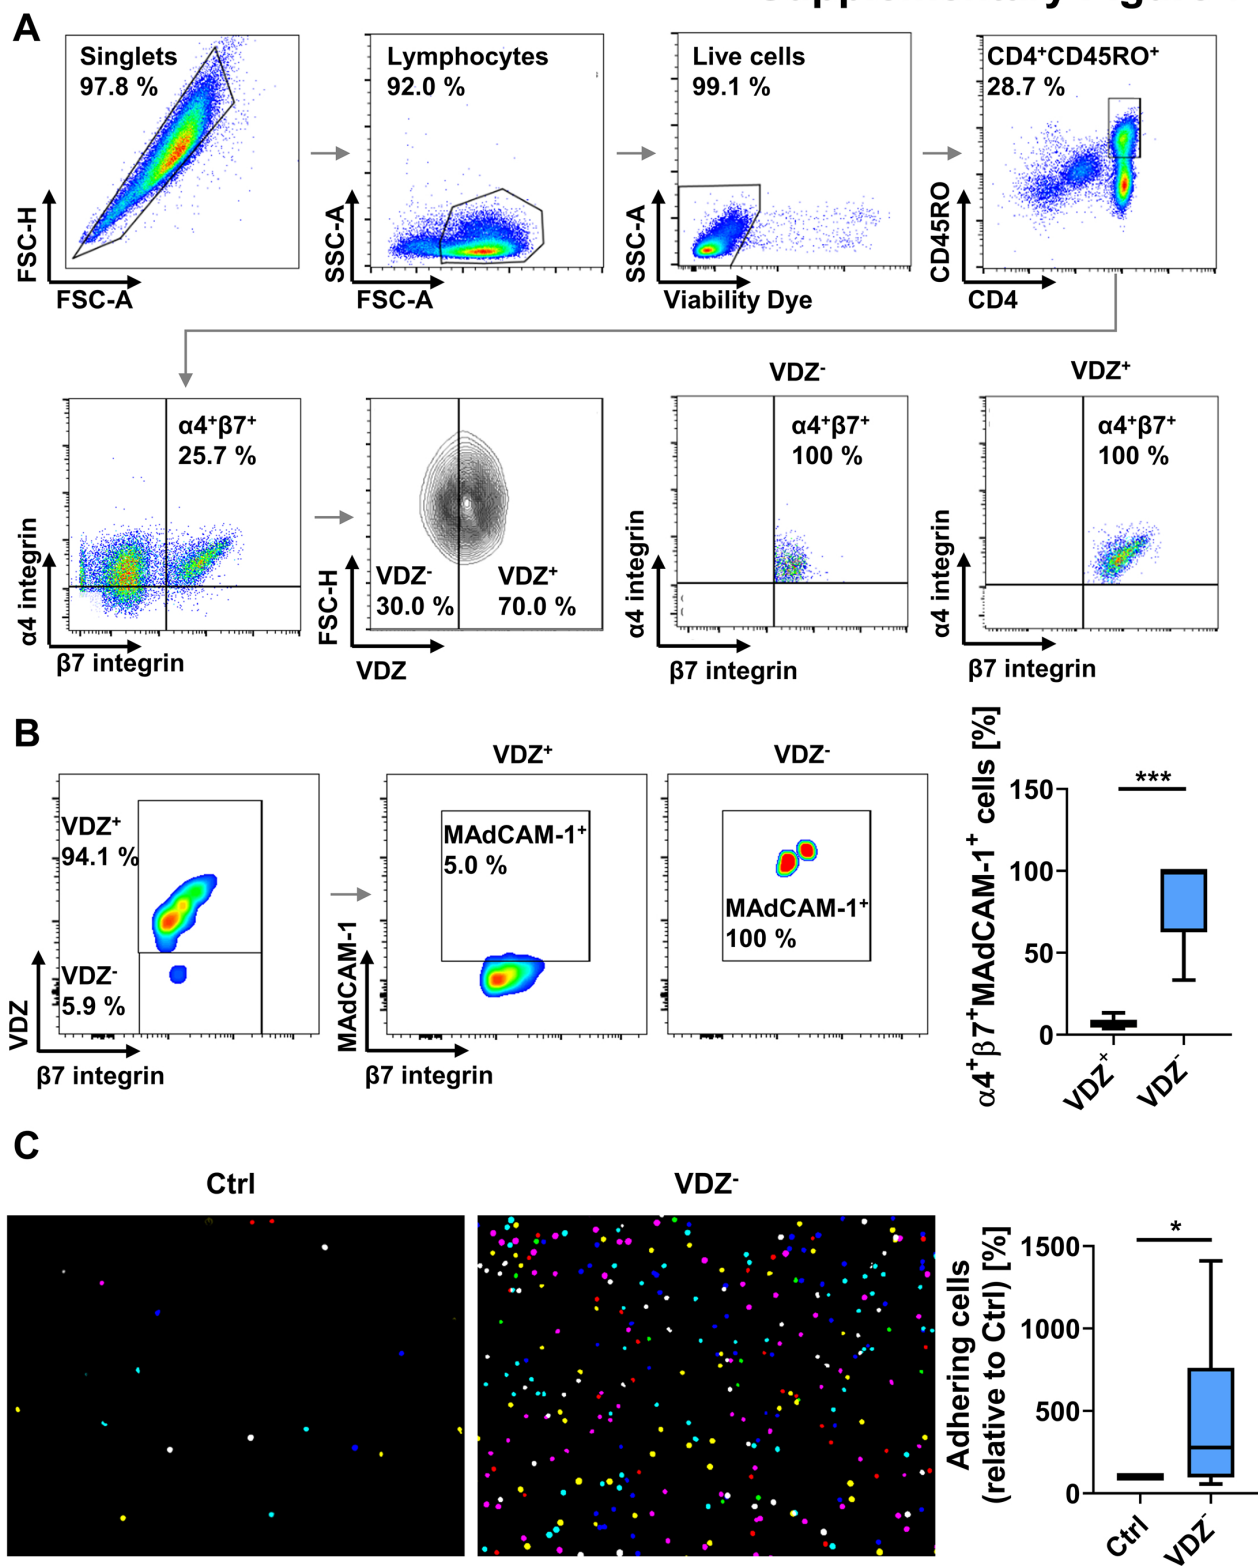 A
Singlets
97.8 %
FSC-H
FSC-A
Lymphocytes
92.0 %
SSC-A
FSC-A
Live cells
99.1 %
SSC-A
Viability Dye
CD4⁺CD45RO⁺
28.7 %
CD45RO
CD4
α4⁺β7⁺
25.7 %
α4 integrin
β7 integrin
VDZ⁻
30.0 %
VDZ⁺
70.0 %
FSC-H
VDZ
VDZ⁻
α4⁺β7⁺
100 %
α4 integrin
β7 integrin
VDZ⁺
α4⁺β7⁺
100 %
α4 integrin
β7 integrin
B
VDZ⁺
94.1 %
VDZ⁻
5.9 %
VDZ
β7 integrin
VDZ⁺
MAdCAM-1⁺
5.0 %
MAdCAM-1
β7 integrin
VDZ⁻
MAdCAM-1⁺
100 %
α4⁺β7⁺MAdCAM-1⁺ cells [%]
150
100
50
0
***
VDZ⁺
VDZ⁻
C
Ctrl
VDZ⁻
Adhering cells
(relative to Ctrl) [%]
1500
1000
500
0
*
Ctrl
VDZ⁻